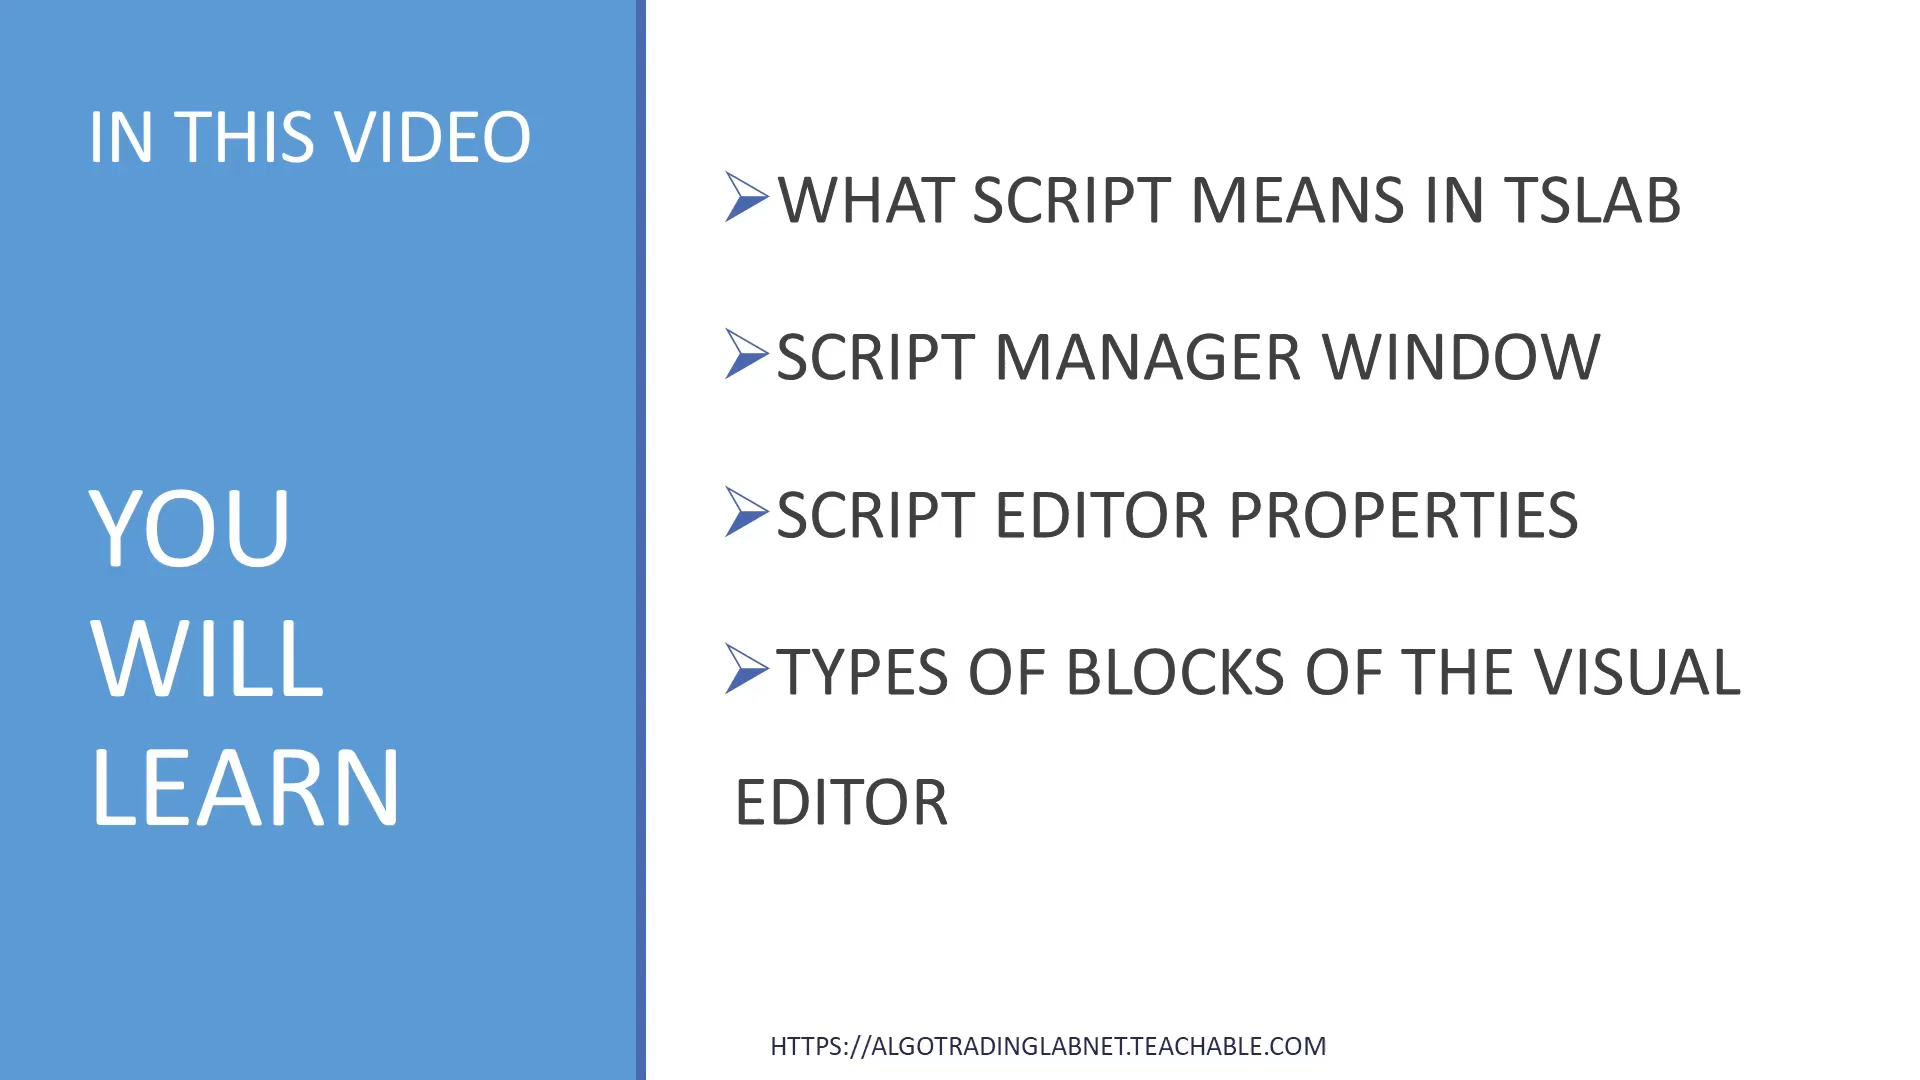 IN THIS VIDEO
YOU
WILL
LEARN
WHAT SCRIPT MEANS IN TSLAB
SCRIPT MANAGER WINDOW
SCRIPT EDITOR PROPERTIES
TYPES OF BLOCKS OF THE VISUAL
EDITOR
HTTPS://ALGOTRADINGLABNET.TEACHABLE.COM